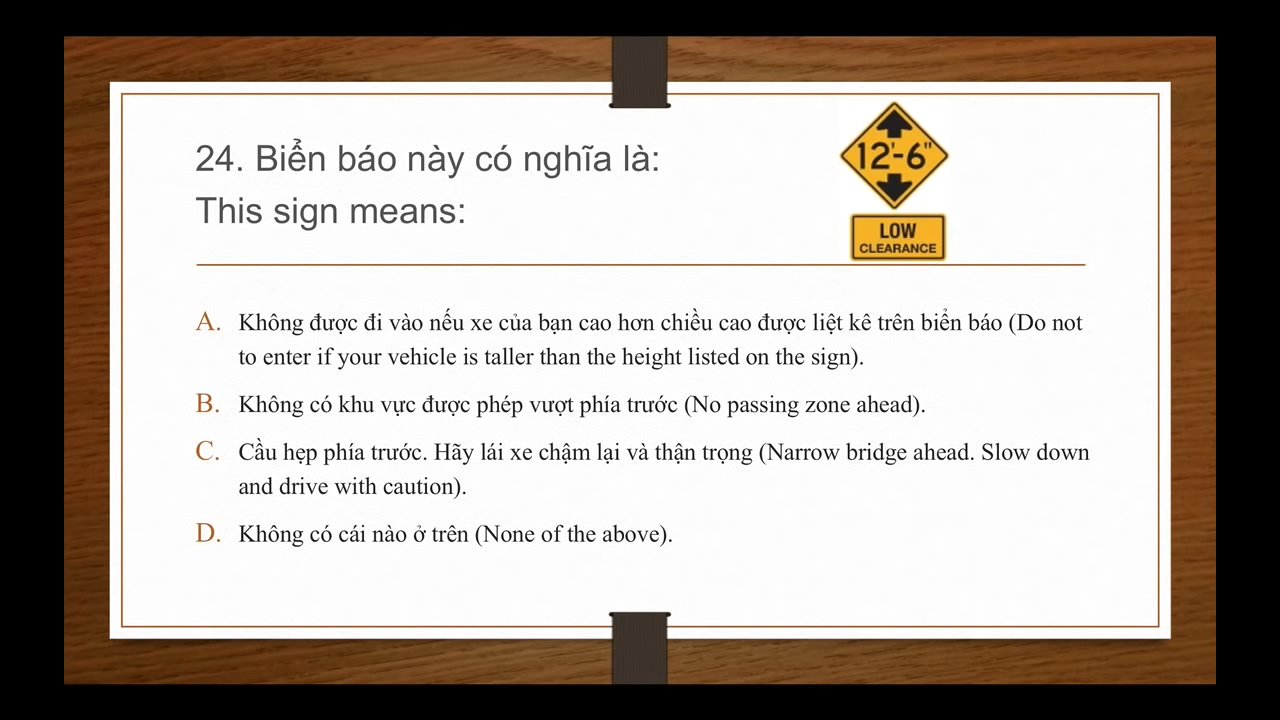 24. Biển báo này có nghĩa là:
This sign means:
12'-6"
LOW
CLEARANCE
A. Không được đi vào nếu xe của bạn cao hơn chiều cao được liệt kê trên biển báo (Do not
to enter if your vehicle is taller than the height listed on the sign).
B. Không có khu vực được phép vượt phía trước (No passing zone ahead).
C. Cầu hẹp phía trước. Hãy lái xe chậm lại và thận trọng (Narrow bridge ahead. Slow down
and drive with caution).
D. Không có cái nào ở trên (None of the above).